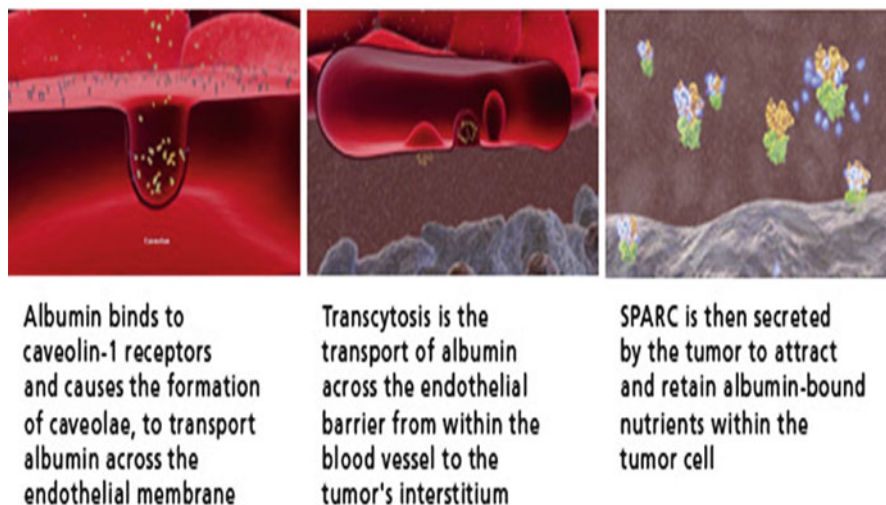 Albumin binds to
caveolin-1 receptors
and causes the formation
of caveolae, to transport
albumin across the
endothelial membrane
Transcytosis is the
transport of albumin
across the endothelial
barrier from within the
blood vessel to the
tumor's interstitium
SPARC is then secreted
by the tumor to attract
and retain albumin-bound
nutrients within the
tumor cell